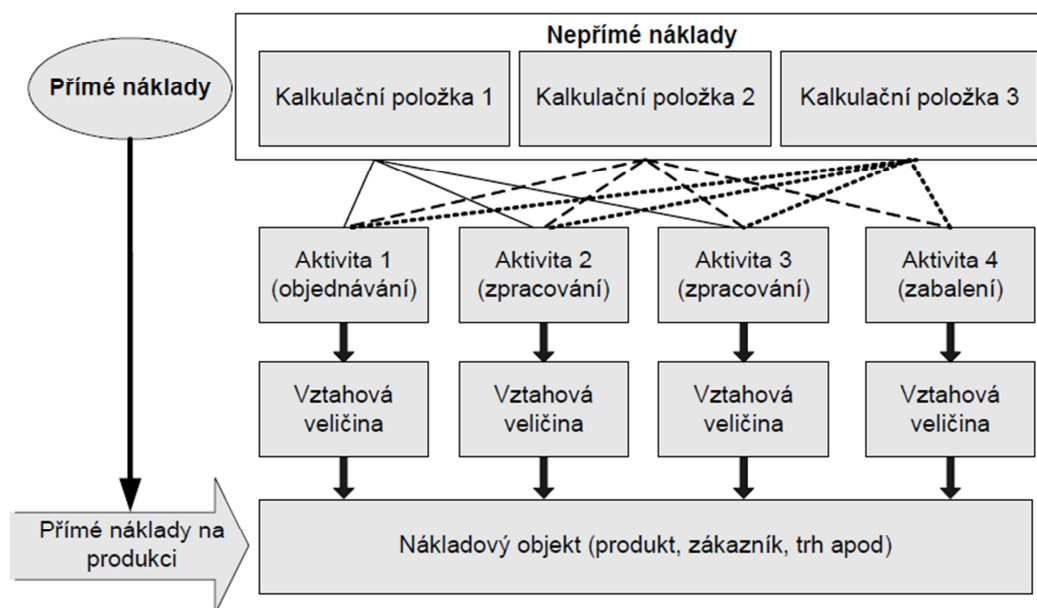 Nepřímé náklady
Přímé náklady
Kalkulační položka 1
Kalkulační položka 2
Kalkulační položka 3
Aktivita 1
(objednávání)
Aktivita 2
(zpracování)
Aktivita 3
(zpracování)
Aktivita 4
(zabalení)
Vztahová
veličina
Vztahová
veličina
Vztahová
veličina
Vztahová
veličina
Přímé náklady na
produkci
Nákladový objekt (produkt, zákazník, trh apod)